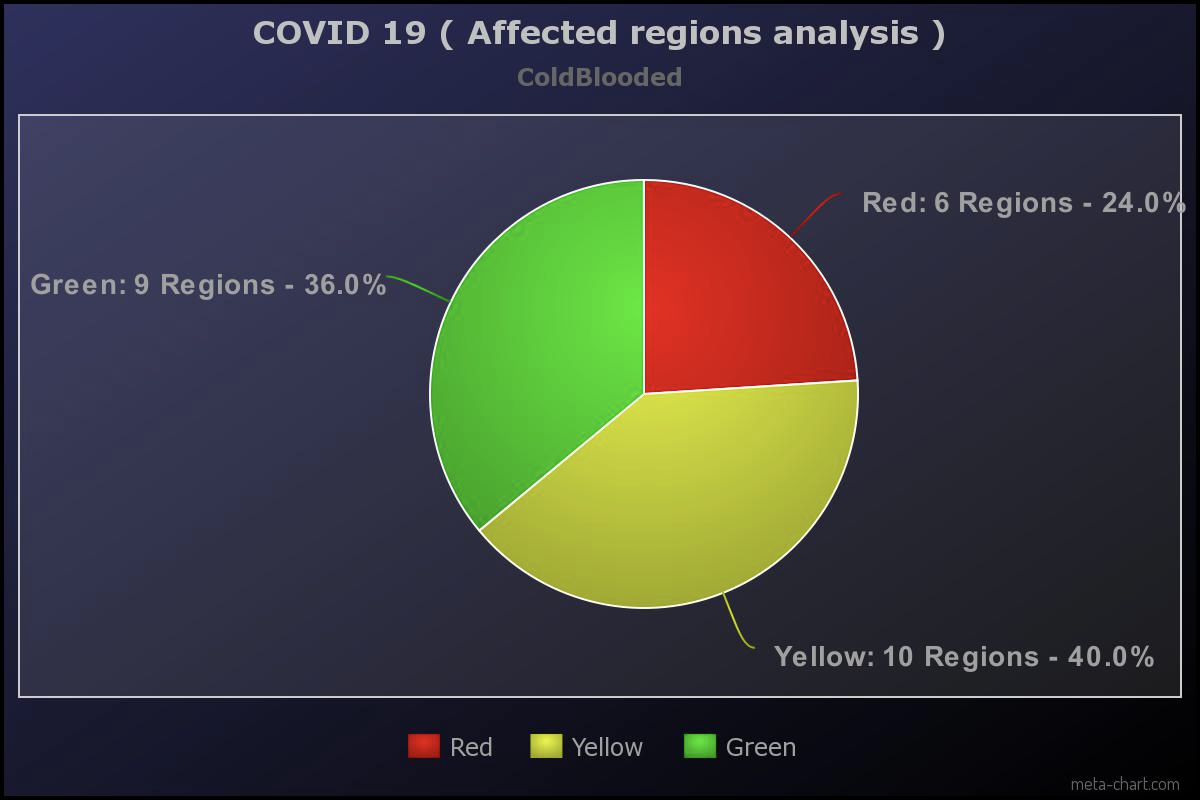 COVID 19 ( Affected regions analysis )
ColdBlooded
Red: 6 Regions - 24.0%
Green: 9 Regions - 36.0%
Yellow: 10 Regions - 40.0%
Red
Yellow
Green
meta-chart.com